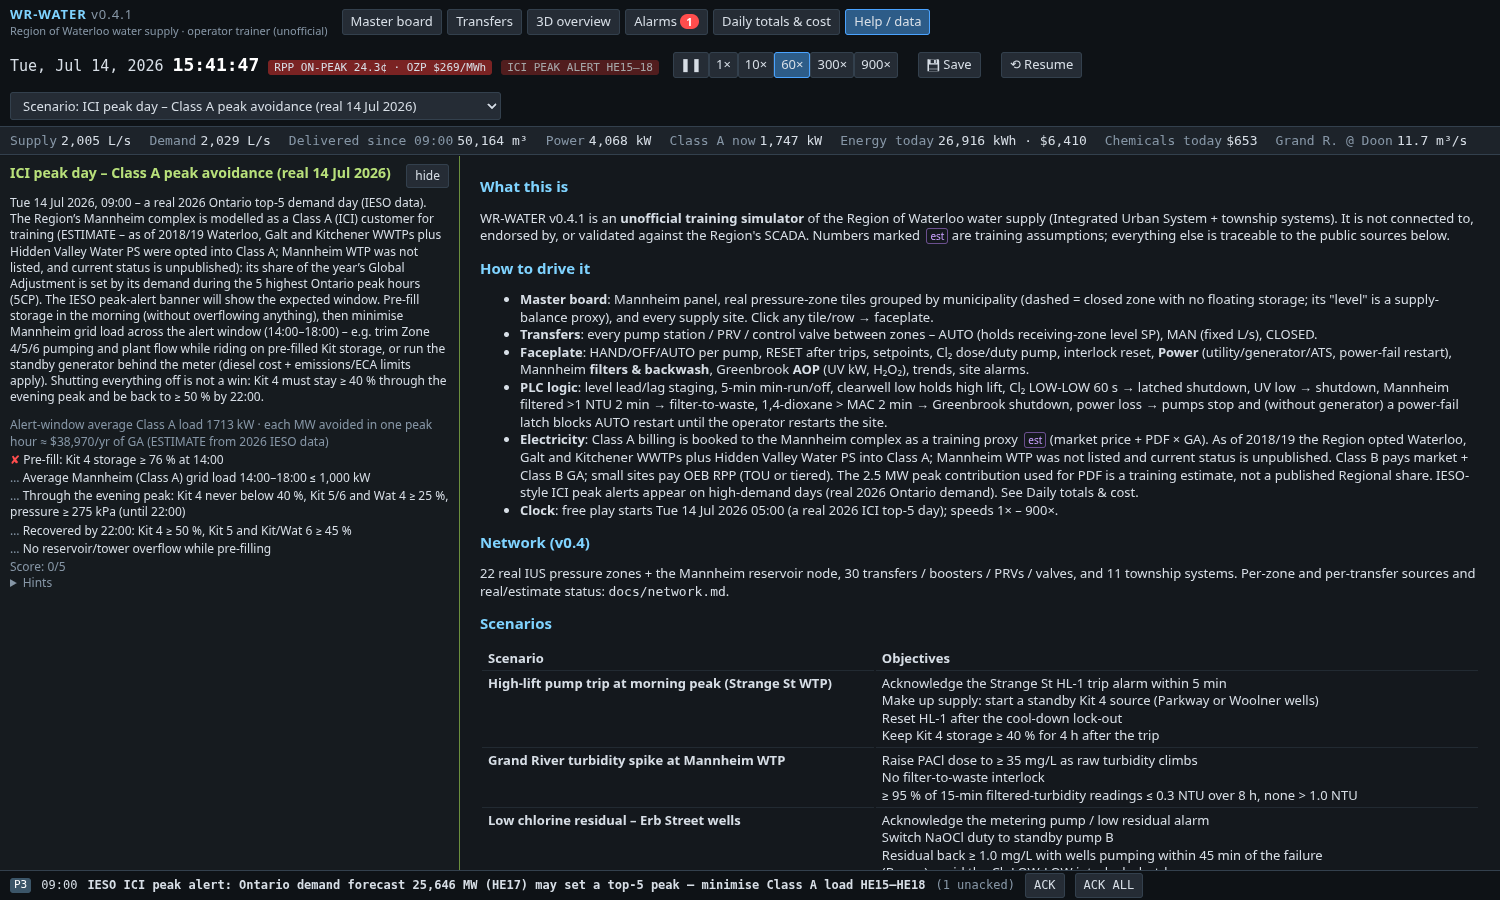 WR-WATER v0.4.1
Region of Waterloo water supply · operator trainer (unofficial)
Master board
Transfers
3D overview
Alarms 1
Daily totals & cost
Help / data
Tue, Jul 14, 2026 15:41:47
RPP ON-PEAK 24.3¢ · OZP $269/MWh
ICI PEAK ALERT HE15–18
❚❚ 1× 10× 60× 300× 900×
💾 Save
⟲ Resume
Scenario: ICI peak day – Class A peak avoidance (real 14 Jul 2026)
Supply 2,005 L/s Demand 2,029 L/s Delivered since 09:00 50,164 m³ Power 4,068 kW Class A now 1,747 kW Energy today 26,916 kWh · $6,410 Chemicals today $653 Grand R. @ Doon 11.7 m³/s
ICI peak day – Class A peak avoidance (real 14 Jul 2026)
hide
Tue 14 Jul 2026, 09:00 – a real 2026 Ontario top-5 demand day (IESO data).
The Region's Mannheim complex is modelled as a Class A (ICI) customer for
training (ESTIMATE – as of 2018/19 Waterloo, Galt and Kitchener WWTPs plus
Hidden Valley Water PS were opted into Class A; Mannheim WTP was not
listed, and current status is unpublished): its share of the year's Global
Adjustment is set by its demand during the 5 highest Ontario peak hours
(5CP). The IESO peak-alert banner will show the expected window. Pre-fill
storage in the morning (without overflowing anything), then minimise
Mannheim grid load across the alert window (14:00–18:00) – e.g. trim Zone
4/5/6 pumping and plant flow while riding on pre-filled Kit storage, or run the
standby generator behind the meter (diesel cost + emissions/ECA limits
apply). Shutting everything off is not a win: Kit 4 must stay ≥ 40 % through the
evening peak and be back to ≥ 50 % by 22:00.
Alert-window average Class A load 1713 kW · each MW avoided in one peak
hour ≈ $38,970/yr of GA (ESTIMATE from 2026 IESO data)
✘ Pre-fill: Kit 4 storage ≥ 76 % at 14:00
… Average Mannheim (Class A) grid load 14:00–18:00 ≤ 1,000 kW
… Through the evening peak: Kit 4 never below 40 %, Kit 5/6 and Wat 4 ≥ 25 %,
pressure ≥ 275 kPa (until 22:00)
… Recovered by 22:00: Kit 4 ≥ 50 %, Kit 5 and Kit/Wat 6 ≥ 45 %
… No reservoir/tower overflow while pre-filling
Score: 0/5
▶ Hints
What this is
WR-WATER v0.4.1 is an unofficial training simulator of the Region of Waterloo water supply (Integrated Urban System + township systems). It is not connected to,
endorsed by, or validated against the Region's SCADA. Numbers marked est are training assumptions; everything else is traceable to the public sources below.
How to drive it
• Master board: Mannheim panel, real pressure-zone tiles grouped by municipality (dashed = closed zone with no floating storage; its "level" is a supply-
balance proxy), and every supply site. Click any tile/row → faceplate.
• Transfers: every pump station / PRV / control valve between zones – AUTO (holds receiving-zone level SP), MAN (fixed L/s), CLOSED.
• Faceplate: HAND/OFF/AUTO per pump, RESET after trips, setpoints, Cl₂ dose/duty pump, interlock reset, Power (utility/generator/ATS, power-fail restart),
Mannheim filters & backwash, Greenbrook AOP (UV kW, H₂O₂), trends, site alarms.
• PLC logic: level lead/lag staging, 5-min min-run/off, clearwell low holds high lift, Cl₂ LOW-LOW 60 s → latched shutdown, UV low → shutdown, Mannheim
filtered >1 NTU 2 min → filter-to-waste, 1,4-dioxane > MAC 2 min → Greenbrook shutdown, power loss → pumps stop and (without generator) a power-fail
latch blocks AUTO restart until the operator restarts the site.
• Electricity: Class A billing is booked to the Mannheim complex as a training proxy est (market price + PDF × GA). As of 2018/19 the Region opted Waterloo,
Galt and Kitchener WWTPs plus Hidden Valley Water PS into Class A; Mannheim WTP was not listed and current status is unpublished. Class B pays market +
Class B GA; small sites pay OEB RPP (TOU or tiered). The 2.5 MW peak contribution used for PDF is a training estimate, not a published Regional share. IESO-
style ICI peak alerts appear on high-demand days (real 2026 Ontario demand). See Daily totals & cost.
• Clock: free play starts Tue 14 Jul 2026 05:00 (a real 2026 ICI top-5 day); speeds 1× – 900×.
Network (v0.4)
22 real IUS pressure zones + the Mannheim reservoir node, 30 transfers / boosters / PRVs / valves, and 11 township systems. Per-zone and per-transfer sources and
real/estimate status: docs/network.md.
Scenarios
Scenario Objectives
High-lift pump trip at morning peak (Strange St WTP) Acknowledge the Strange St HL-1 trip alarm within 5 min
Make up supply: start a standby Kit 4 source (Parkway or Woolner wells)
Reset HL-1 after the cool-down lock-out
Keep Kit 4 storage ≥ 40 % for 4 h after the trip
Grand River turbidity spike at Mannheim WTP Raise PACl dose to ≥ 35 mg/L as raw turbidity climbs
No filter-to-waste interlock
≥ 95 % of 15-min filtered-turbidity readings ≤ 0.3 NTU over 8 h, none > 1.0 NTU
Low chlorine residual – Erb Street wells Acknowledge the metering pump / low residual alarm
Switch NaOCl duty to standby pump B
Residual back ≥ 1.0 mg/L with wells pumping within 45 min of the failure
P3 09:00 IESO ICI peak alert: Ontario demand forecast 25,646 MW (HE17) may set a top-5 peak — minimise Class A load HE15–HE18 (1 unacked) ACK ACK ALL